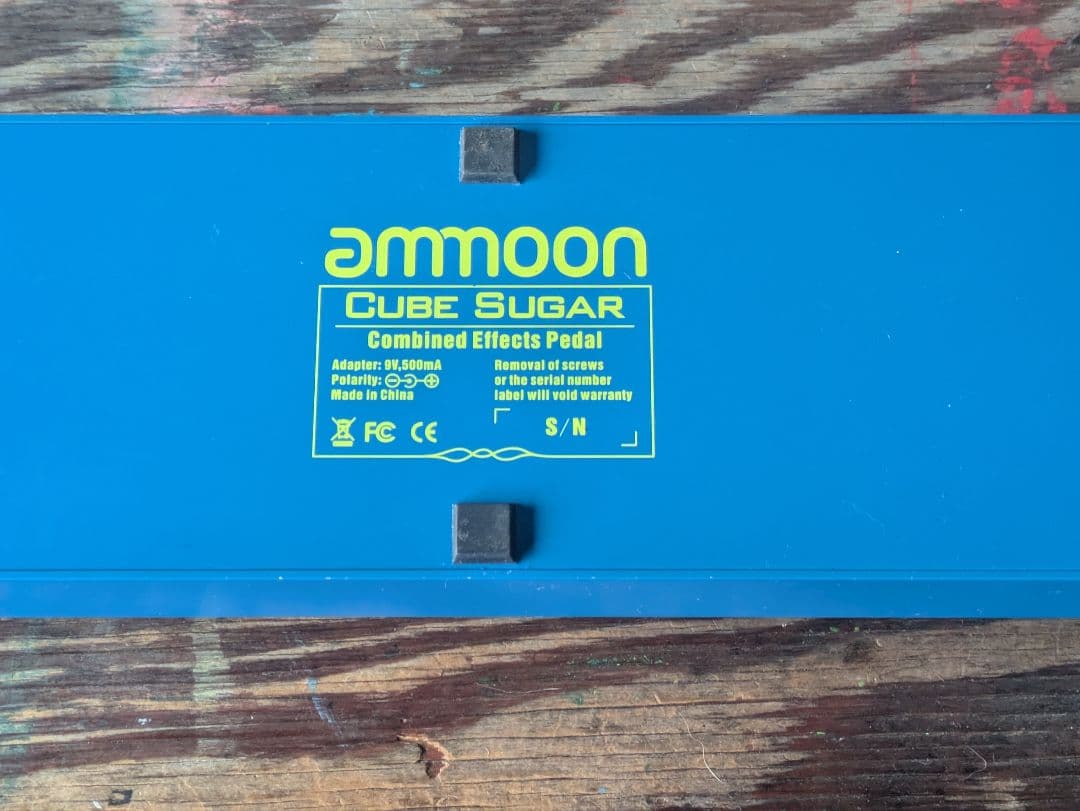 ammoon
CUBE SUGAR
Combined Effects Pedal
Adapter: 9V,500mA
Polarity:
Made in China
Removal of screws
or the serial number
label will void warranty
FC CE
S/N